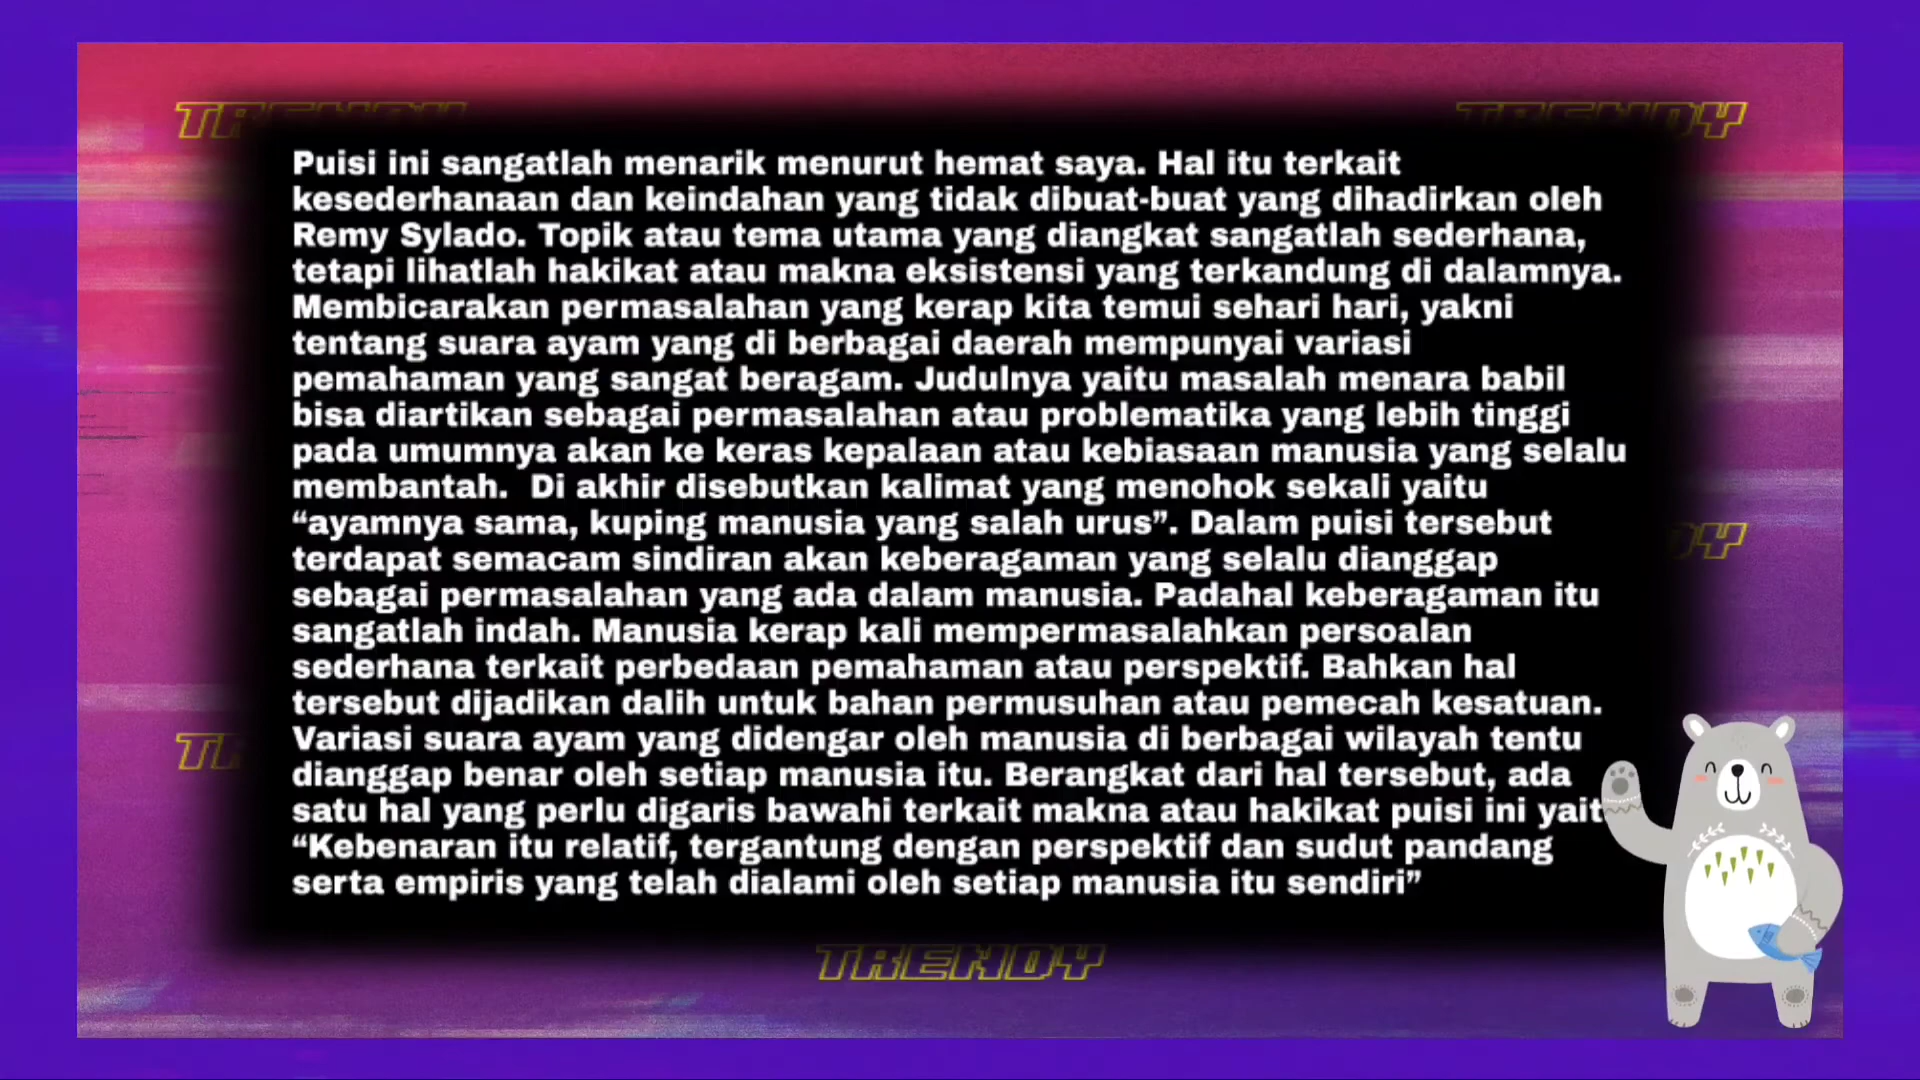 TRENDY
Puisi ini sangatlah menarik menurut hemat saya. Hal itu terkait
kesederhanaan dan keindahan yang tidak dibuat-buat yang dihadirkan oleh
Remy Sylado. Topik atau tema utama yang diangkat sangatlah sederhana,
tetapi lihatlah hakikat atau makna eksistensi yang terkandung di dalamnya.
Membicarakan permasalahan yang kerap kita temui sehari hari, yakni
tentang suara ayam yang di berbagai daerah mempunyai variasi
pemahaman yang sangat beragam. Judulnya yaitu masalah menara babil
bisa diartikan sebagai permasalahan atau problematika yang lebih tinggi
pada umumnya akan ke keras kepalaan atau kebiasaan manusia yang selalu
membantah.  Di akhir disebutkan kalimat yang menohok sekali yaitu
“ayamnya sama, kuping manusia yang salah urus”. Dalam puisi tersebut
terdapat semacam sindiran akan keberagaman yang selalu dianggap
sebagai permasalahan yang ada dalam manusia. Padahal keberagaman itu
sangatlah indah. Manusia kerap kali mempermasalahkan persoalan
sederhana terkait perbedaan pemahaman atau perspektif. Bahkan hal
tersebut dijadikan dalih untuk bahan permusuhan atau pemecah kesatuan.
Variasi suara ayam yang didengar oleh manusia di berbagai wilayah tentu
dianggap benar oleh setiap manusia itu. Berangkat dari hal tersebut, ada
satu hal yang perlu digaris bawahi terkait makna atau hakikat puisi ini yait
“Kebenaran itu relatif, tergantung dengan perspektif dan sudut pandang
serta empiris yang telah dialami oleh setiap manusia itu sendiri”
TRENDY